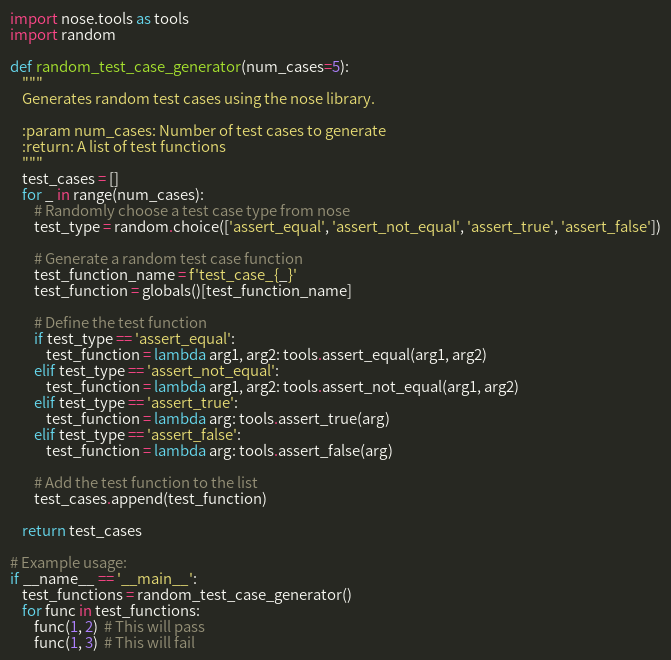 import nose.tools as tools
import random

def random_test_case_generator(num_cases=5):
    """
    Generates random test cases using the nose library.

    :param num_cases: Number of test cases to generate
    :return: A list of test functions
    """
    test_cases = []
    for _ in range(num_cases):
        # Randomly choose a test case type from nose
        test_type = random.choice(['assert_equal', 'assert_not_equal', 'assert_true', 'assert_false'])

        # Generate a random test case function
        test_function_name = f'test_case_{_}'
        test_function = globals()[test_function_name]

        # Define the test function
        if test_type == 'assert_equal':
            test_function = lambda arg1, arg2: tools.assert_equal(arg1, arg2)
        elif test_type == 'assert_not_equal':
            test_function = lambda arg1, arg2: tools.assert_not_equal(arg1, arg2)
        elif test_type == 'assert_true':
            test_function = lambda arg: tools.assert_true(arg)
        elif test_type == 'assert_false':
            test_function = lambda arg: tools.assert_false(arg)

        # Add the test function to the list
        test_cases.append(test_function)

    return test_cases

# Example usage:
if __name__ == '__main__':
    test_functions = random_test_case_generator()
    for func in test_functions:
        func(1, 2)  # This will pass
        func(1, 3)  # This will fail